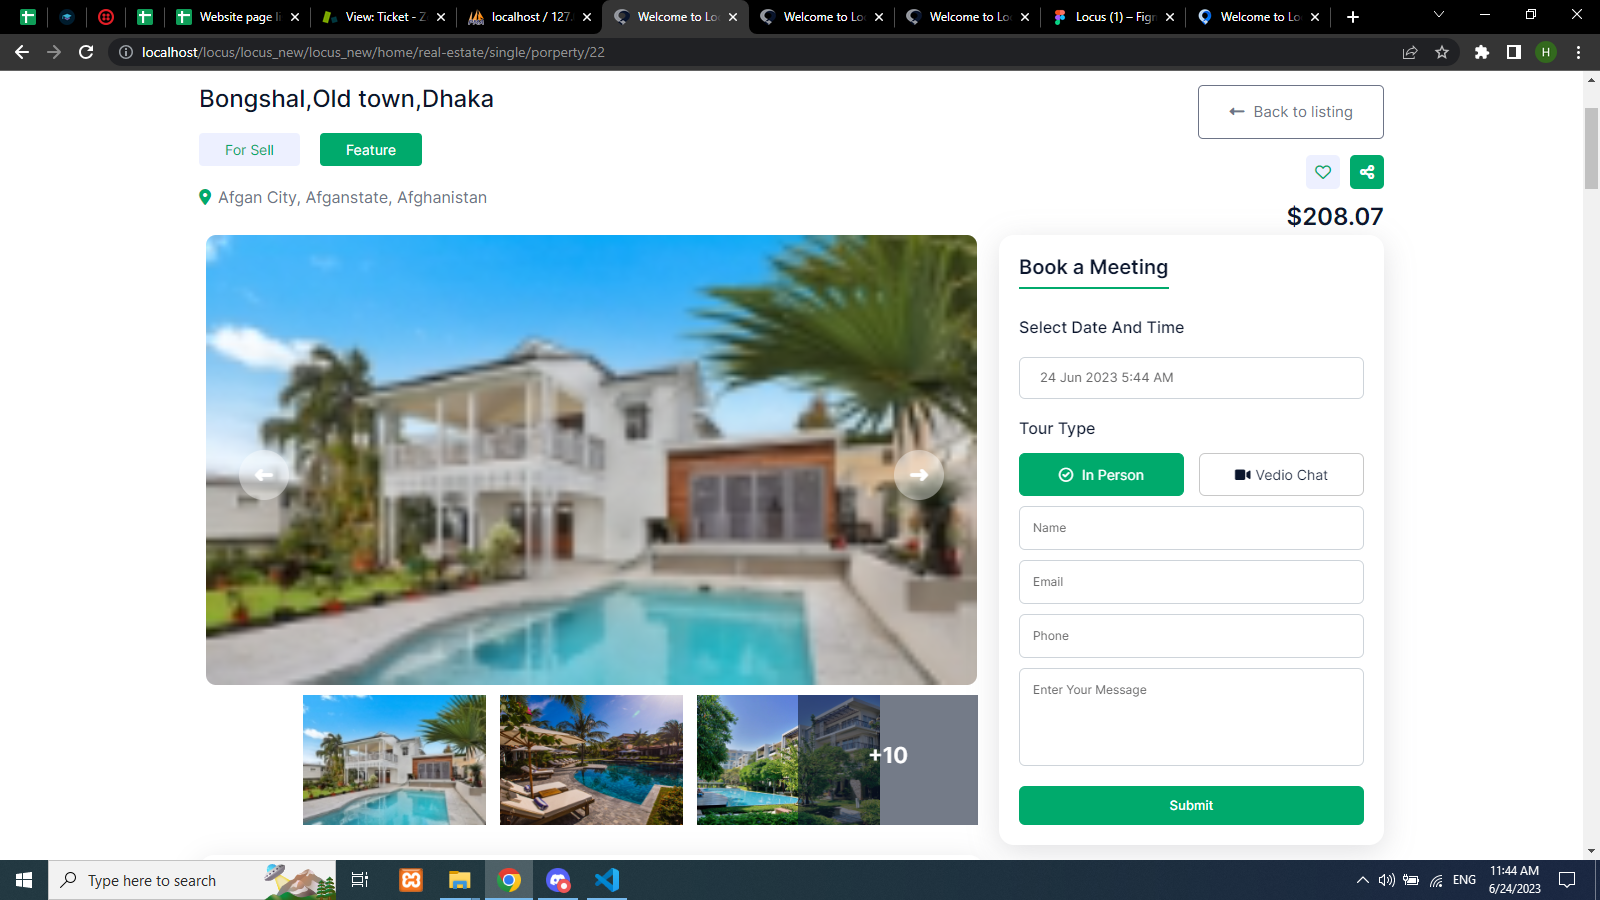 Website page li
View: Ticket - Z
localhost / 127.
Welcome to Lo
Welcome to Lo
Welcome to Lo
Locus (1) – Figm
Welcome to Lo
localhost/locus/locus_new/locus_new/home/real-estate/single/porperty/22
H
Bongshal,Old town,Dhaka
Back to listing
For Sell
Feature
Afgan City, Afganstate, Afghanistan
$208.07
Book a Meeting
Select Date And Time
24 Jun 2023 5:44 AM
Tour Type
In Person
Vedio Chat
Name
Email
Phone
Enter Your Message
+10
Submit
Type here to search
ENG
11:44 AM
6/24/2023